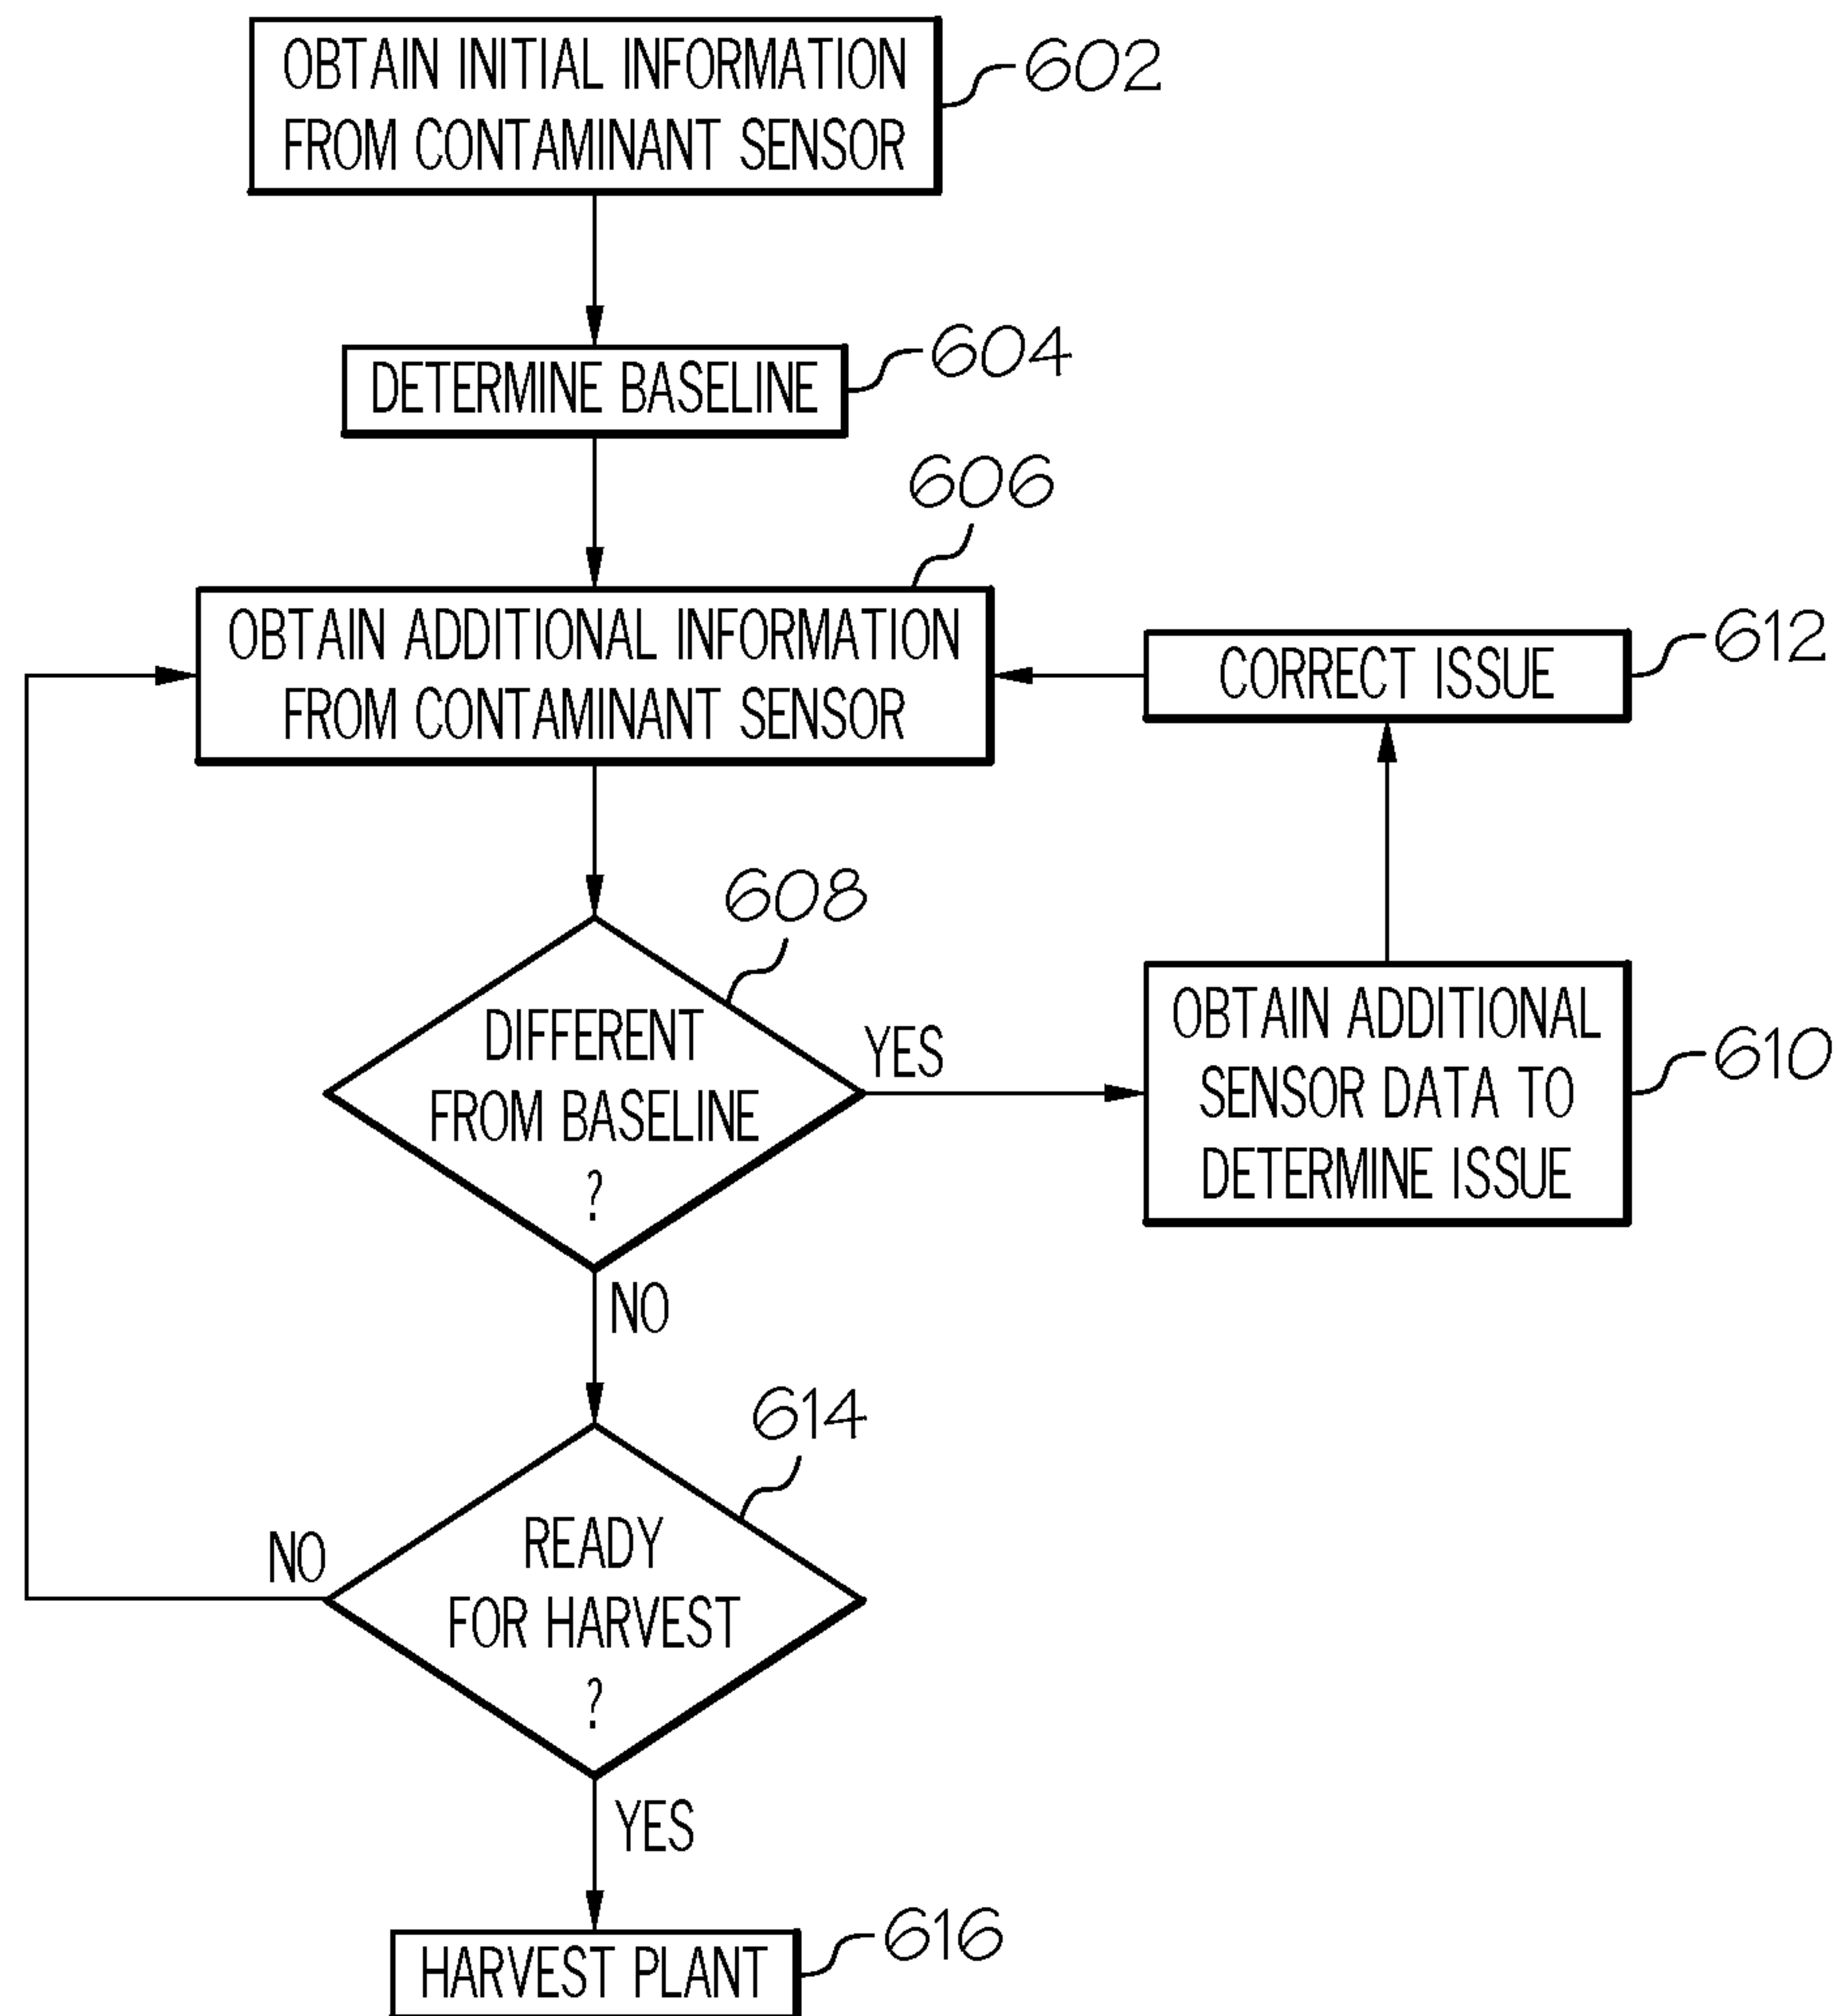 OBTAIN INITIAL INFORMATION
FROM CONTAMINANT SENSOR
602
DETERMINE BASELINE
604
606
OBTAIN ADDITIONAL INFORMATION
FROM CONTAMINANT SENSOR
CORRECT ISSUE
612
608
DIFFERENT
FROM BASELINE
?
YES
OBTAIN ADDITIONAL
SENSOR DATA TO
DETERMINE ISSUE
610
NO
614
READY
FOR HARVEST
?
NO
YES
HARVEST PLANT
616